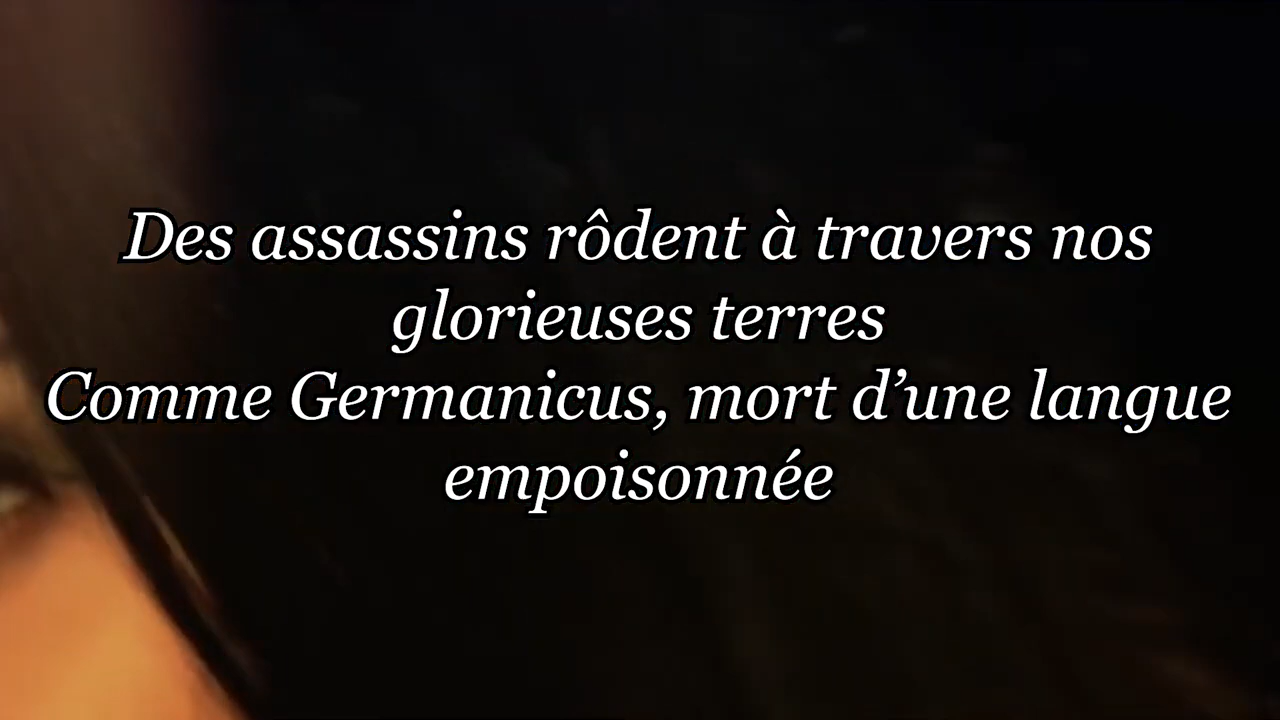 Des assassins rôdent à travers nos
glorieuses terres
Comme Germanicus, mort d’une langue
empoisonnée